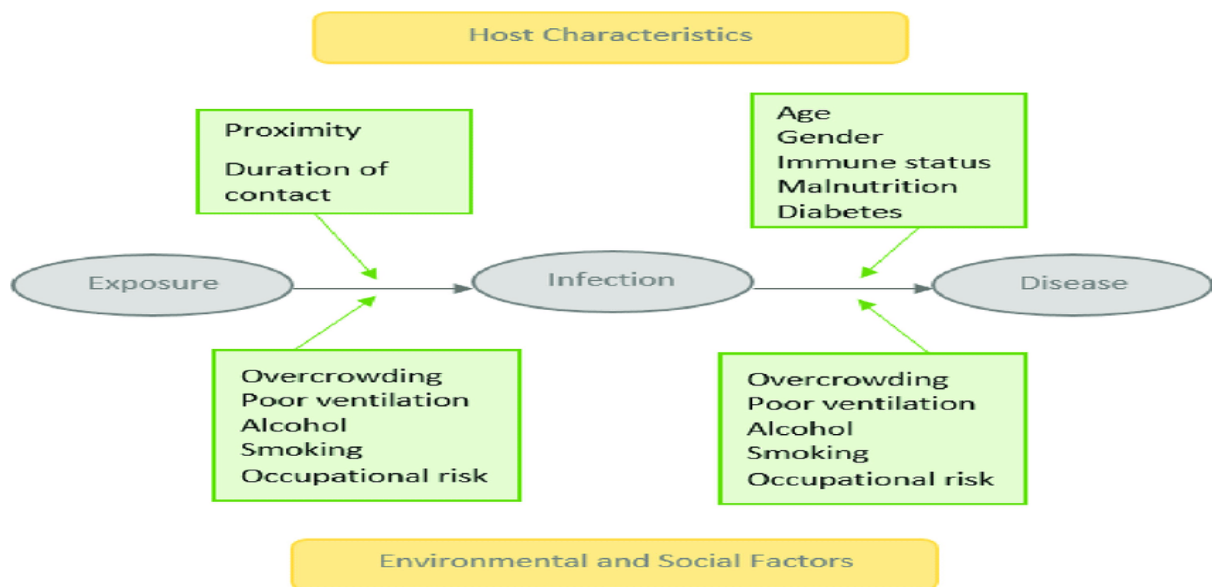 Host Characteristics
Proximity
Duration of
contact
Age
Gender
Immune status
Malnutrition
Diabetes
Exposure
Infection
Disease
Overcrowding
Poor ventilation
Alcohol
Smoking
Occupational risk
Overcrowding
Poor ventilation
Alcohol
Smoking
Occupational risk
Environmental and Social Factors